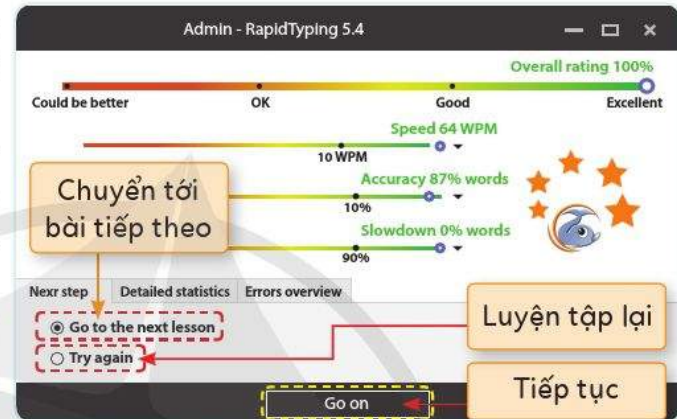 Admin - RapidTyping 5.4
Overall rating 100%
Could be better OK Good Excellent
Speed 64 WPM
10 WPM
Accuracy 87% words
10%
Slowdown 0% words
90%
Chuyển tới
bài tiếp theo
Nexr step Detailed statistics Errors overview
Go to the next lesson
Try again
Luyện tập lại
Go on
Tiếp tục